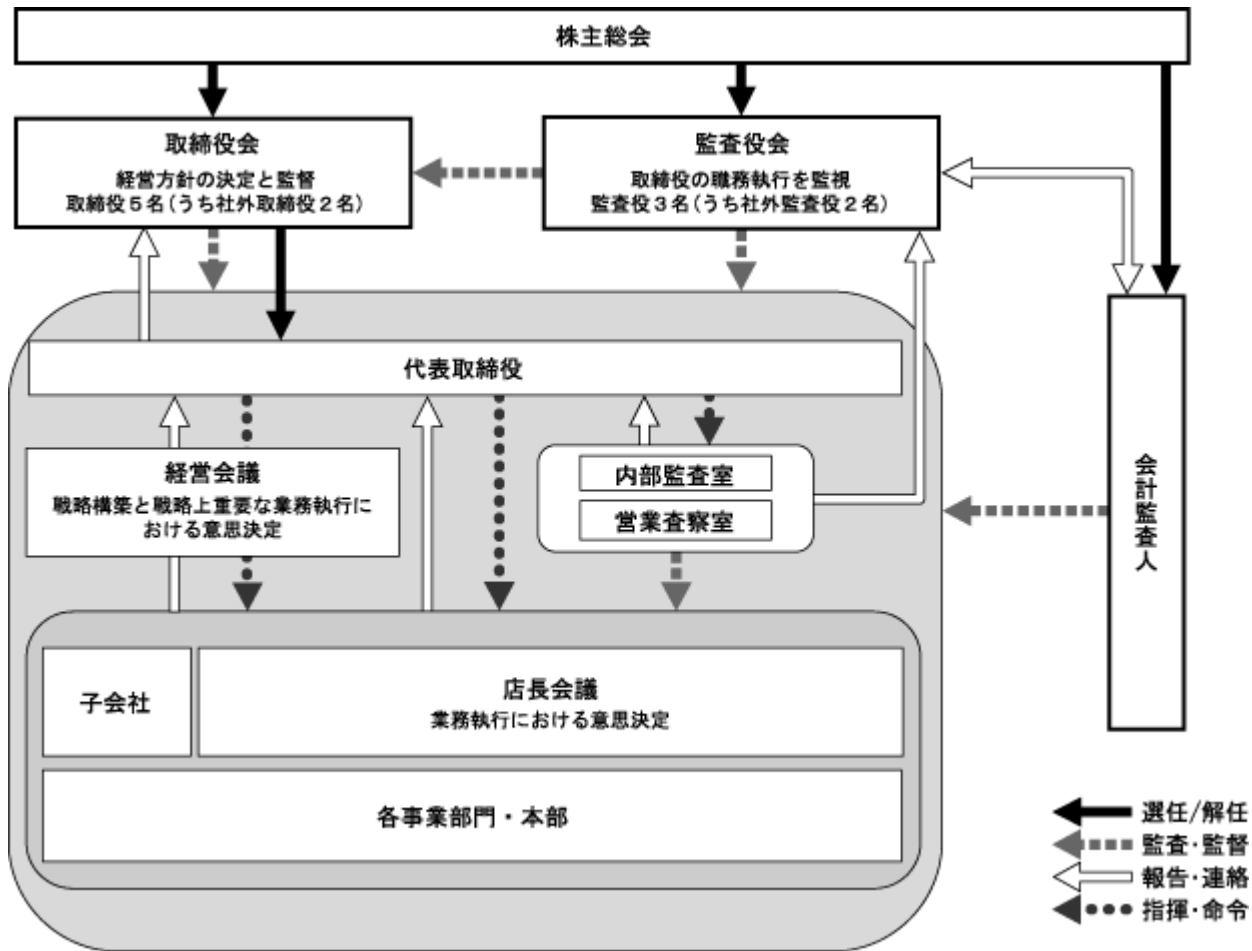 株主総会
取締役会
経営方針の決定と監督
取締役5名(うち社外取締役2名)
監査役会
取締役の職務執行を監視
監査役3名(うち社外監査役2名)
代表取締役
経営会議
戦略構築と戦略上重要な業務執行に
おける意思決定
内部監査室
営業査察室
会計監査人
子会社
店長会議
業務執行における意思決定
各事業部門・本部
選任/解任
監査・監督
報告・連絡
指揮・命令